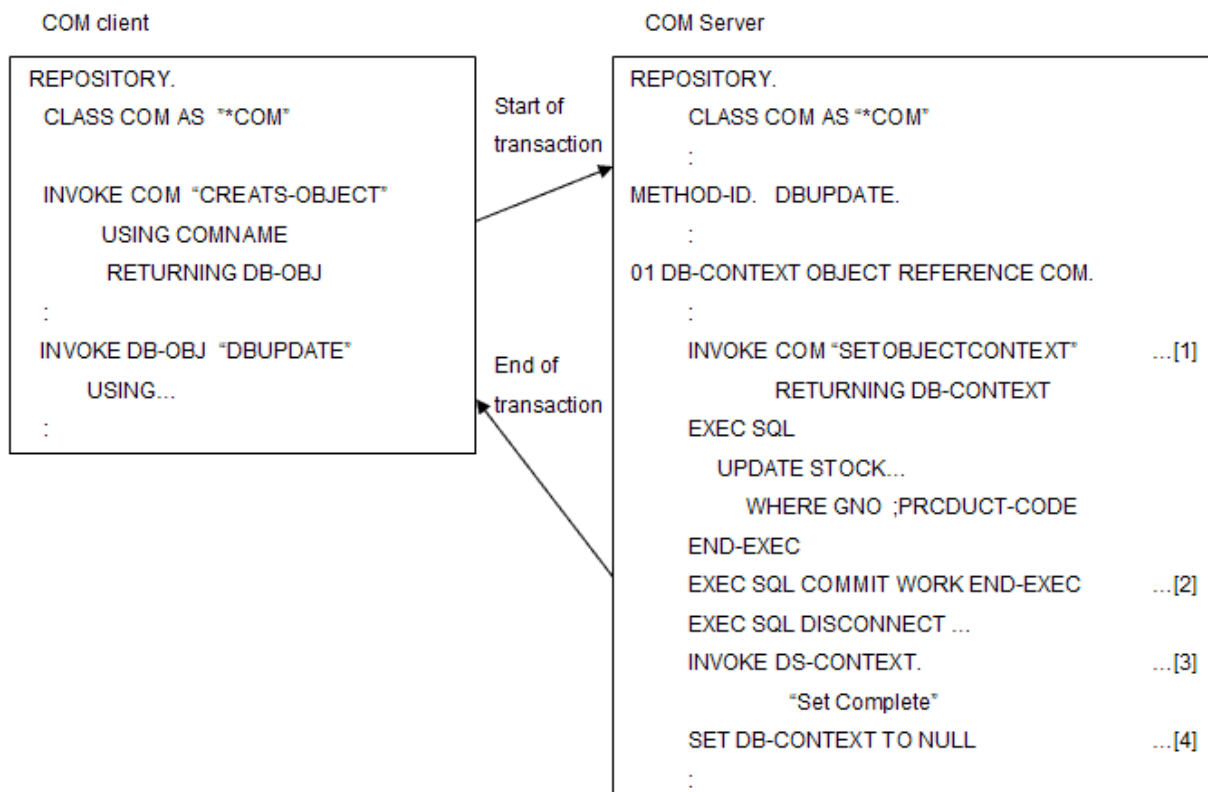 COM client
REPOSITORY.
CLASS COM AS "*COM"
INVOKE COM "CREATS-OBJECT"
USING COMNAME
RETURNING DB-OBJ
:
INVOKE DB-OBJ "DBUPDATE"
USING...
:
Start of
transaction
End of
transaction
COM Server
REPOSITORY.
CLASS COM AS "*COM"
:
METHOD-ID. DBUPDATE.
:
01 DB-CONTEXT OBJECT REFERENCE COM.
:
INVOKE COM "SETOBJECTCONTEXT" ...[1]
RETURNING DB-CONTEXT
EXEC SQL
UPDATE STOCK...
WHERE GNO ;PRCDUCT-CODE
END-EXEC
EXEC SQL COMMIT WORK END-EXEC ...[2]
EXEC SQL DISCONNECT ...
INVOKE DS-CONTEXT. ...[3]
"Set Complete"
SET DB-CONTEXT TO NULL ...[4]
: